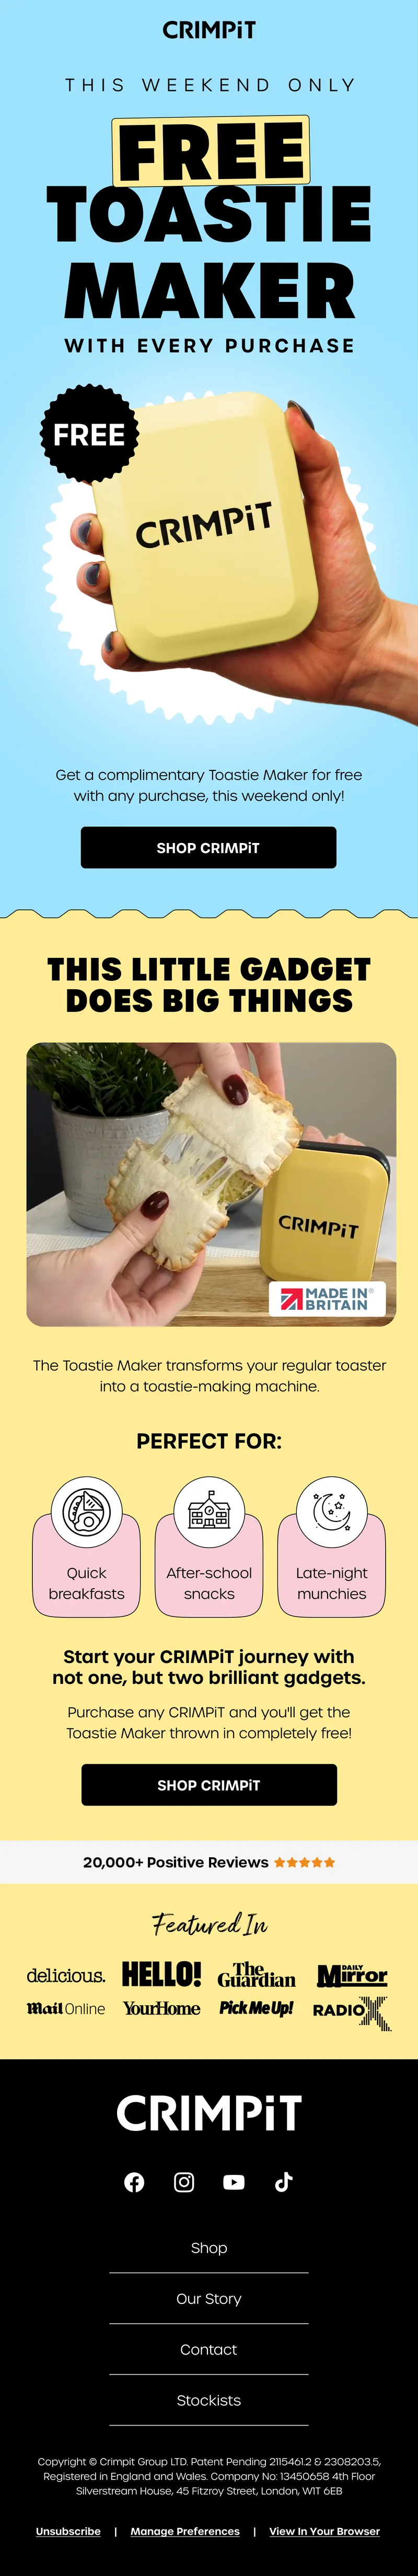 CRIMPiT
THIS WEEKEND ONLY
FREE
TOASTIE
MAKER
WITH EVERY PURCHASE
FREE
CRIMPiT
Get a complimentary Toastie Maker for free
with any purchase, this weekend only!
SHOP CRIMPiT
THIS LITTLE GADGET
DOES BIG THINGS
CRIMPiT
MADE IN®
BRITAIN
The Toastie Maker transforms your regular toaster
into a toastie-making machine.
PERFECT FOR:
Quick
breakfasts
After-school
snacks
Late-night
munchies
Start your CRIMPiT journey with
not one, but two brilliant gadgets.
Purchase any CRIMPiT and you'll get the
Toastie Maker thrown in completely free!
SHOP CRIMPiT
20,000+ Positive Reviews
Featured In
delicious.
HELLO!
The
Guardian
DAILY
Mirror
Mail Online
YourHome
Pick Me Up!
RADIO X
CRIMPiT
Shop
Our Story
Contact
Stockists
Copyright © Crimpit Group LTD. Patent Pending 2115461.2 & 2308203.5,
Registered in England and Wales. Company No: 13450658 4th Floor
Silverstream House, 45 Fitzroy Street, London, W1T 6EB
Unsubscribe | Manage Preferences | View In Your Browser